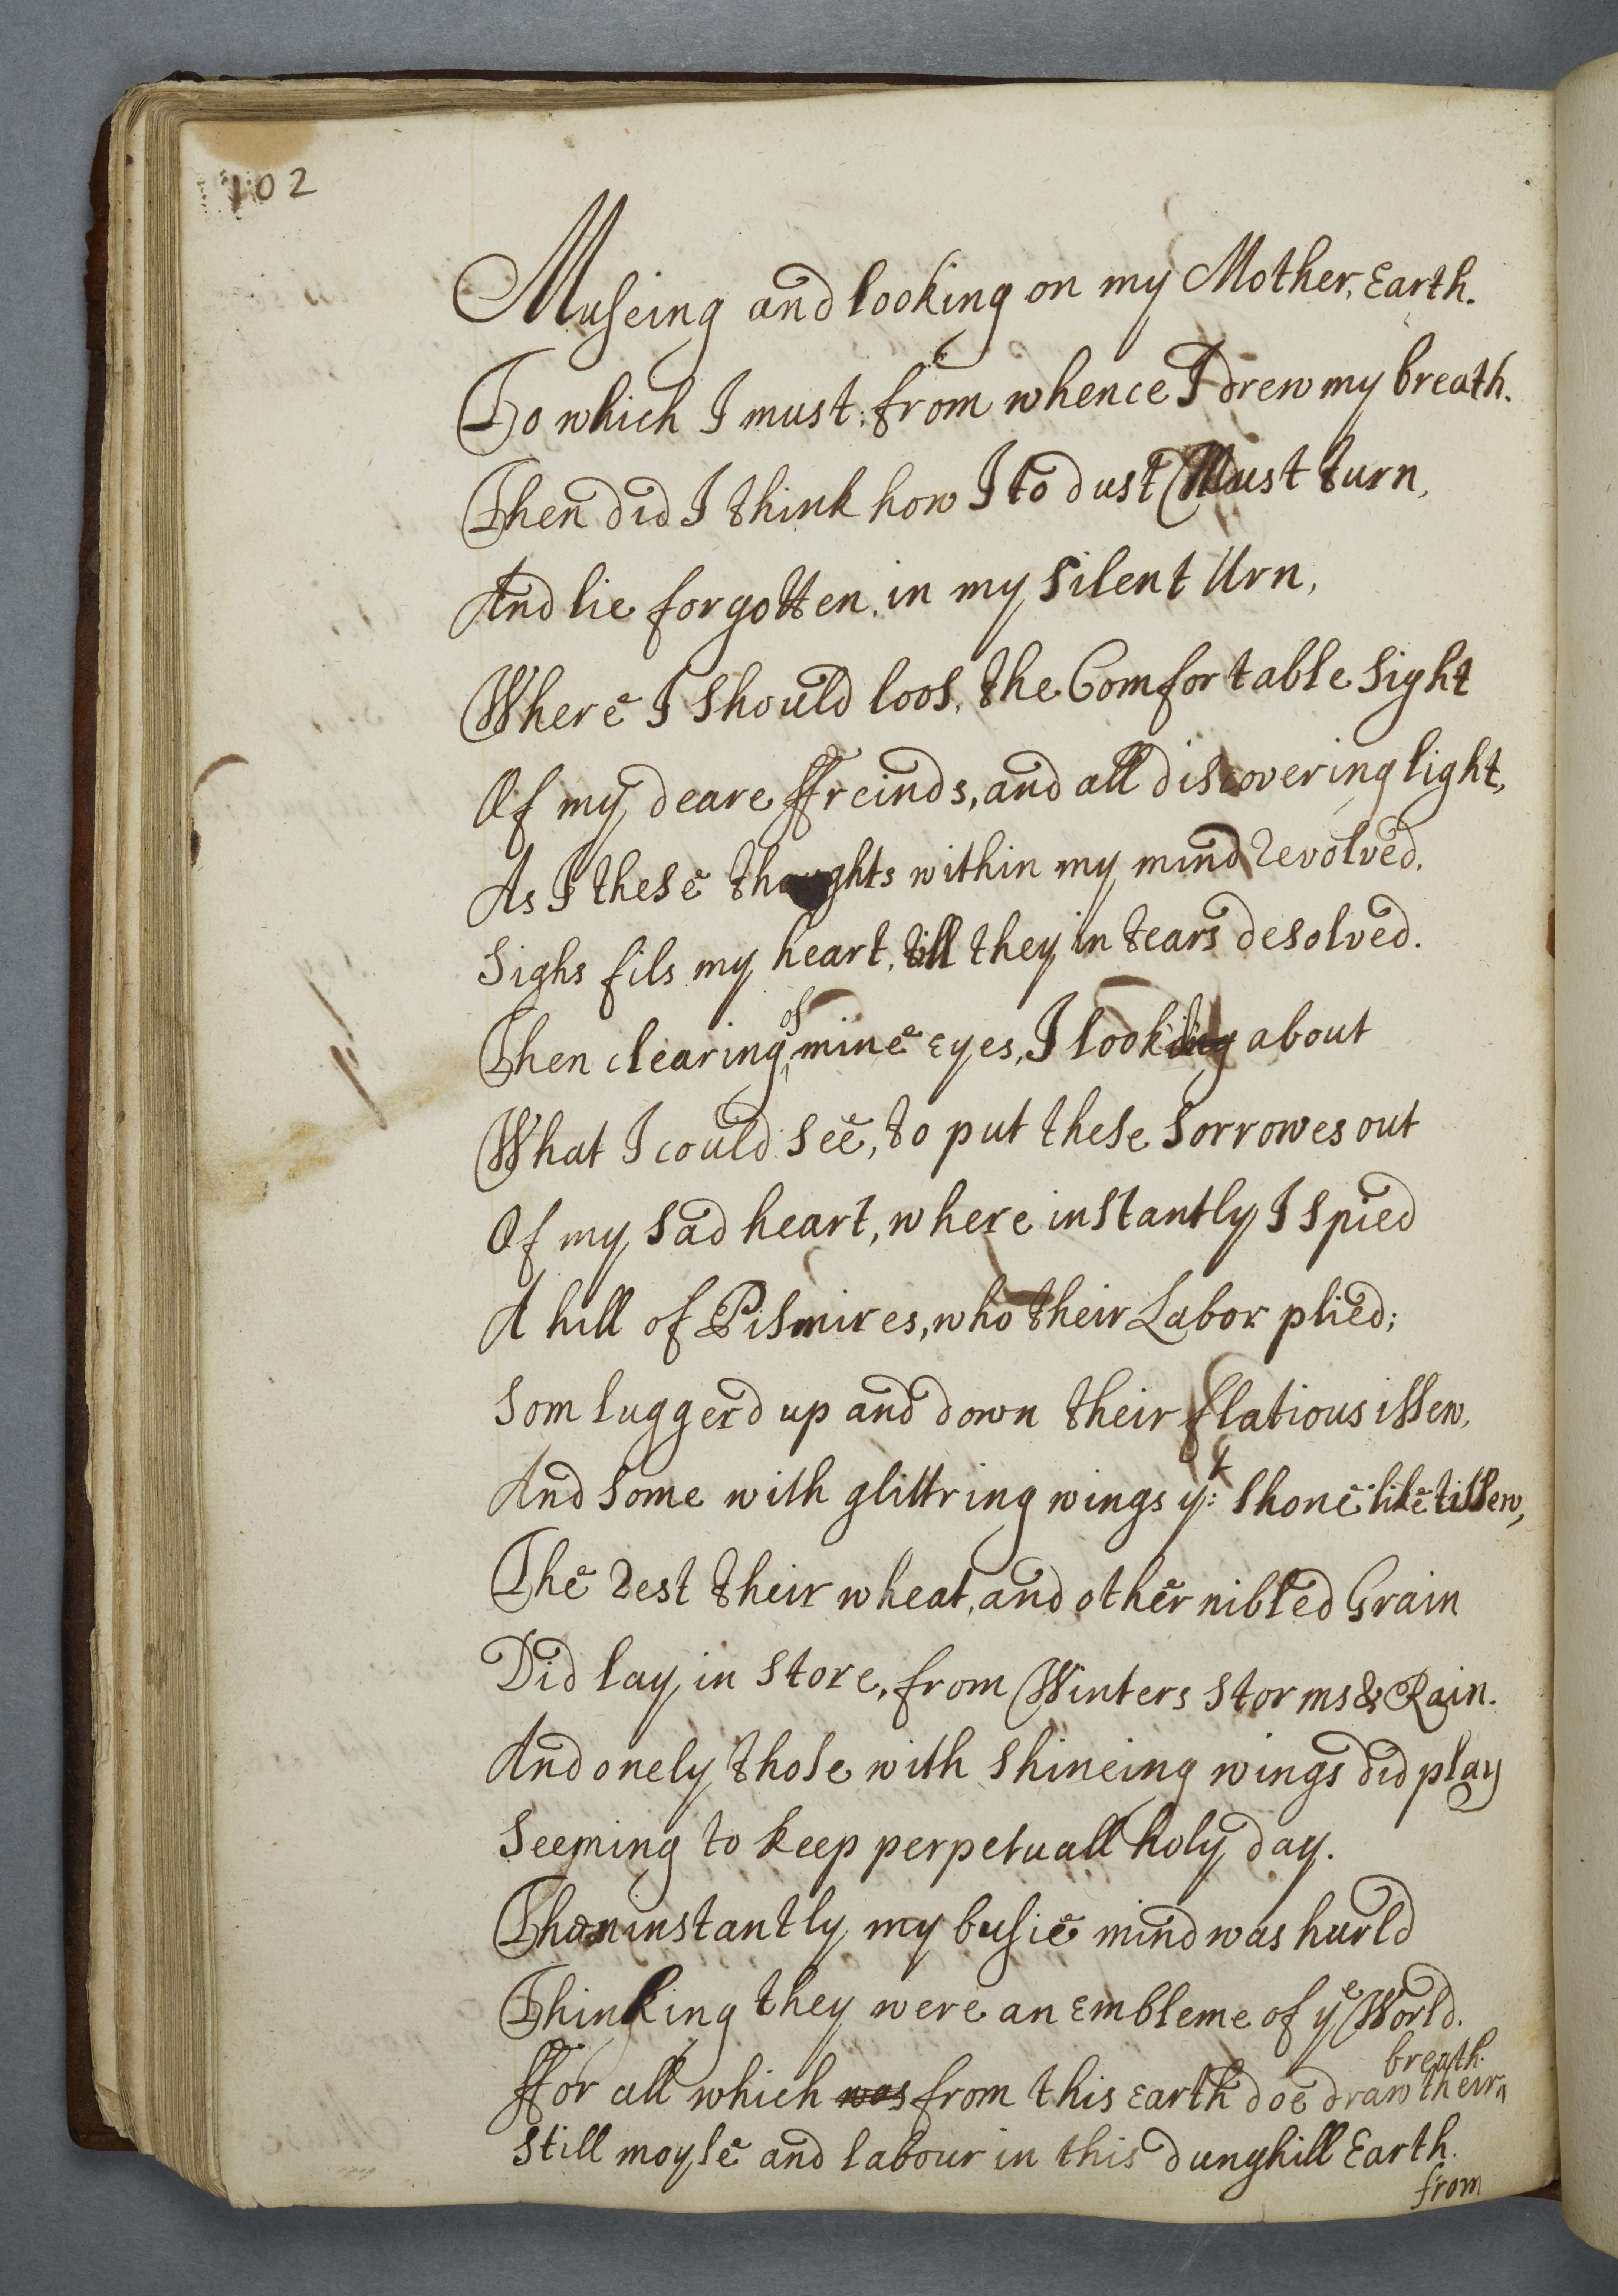 102
Museing and looking on my Mother, Earth.
To which I must: from whence I drew my breath.
Then did I think how I to dust Must turn,
And lie forgotten, in my silent Urn,
Where I should loos, the Comfortable sight
Of my deare ffreinds, and all discovering light,
As I these thoughts within my mind revolved,
Sighs fils my heart, till they in tears desolved.
Then clearing of mine eyes, I looking about
What I could see, to put these sorrowes out
Of my sad heart, where instantly I spied
A hill of Pismires, who their Labor plied;
Som luggerd up and down their flatious issew,
And some with glittring wings yt: shone like tissew,
The rest their wheat, and other nibled Grain
Did lay in store, from Winters storms & Rain.
And onely those with shineing wings did play
Seeming to keep perpetuall holy day.
Then instantly my busie mind was hurld
Thinking they were an embleme of ye World.
ffor all which was from this earth doe draw their breath.
Still moyle and labour in this dunghill Earth.
from